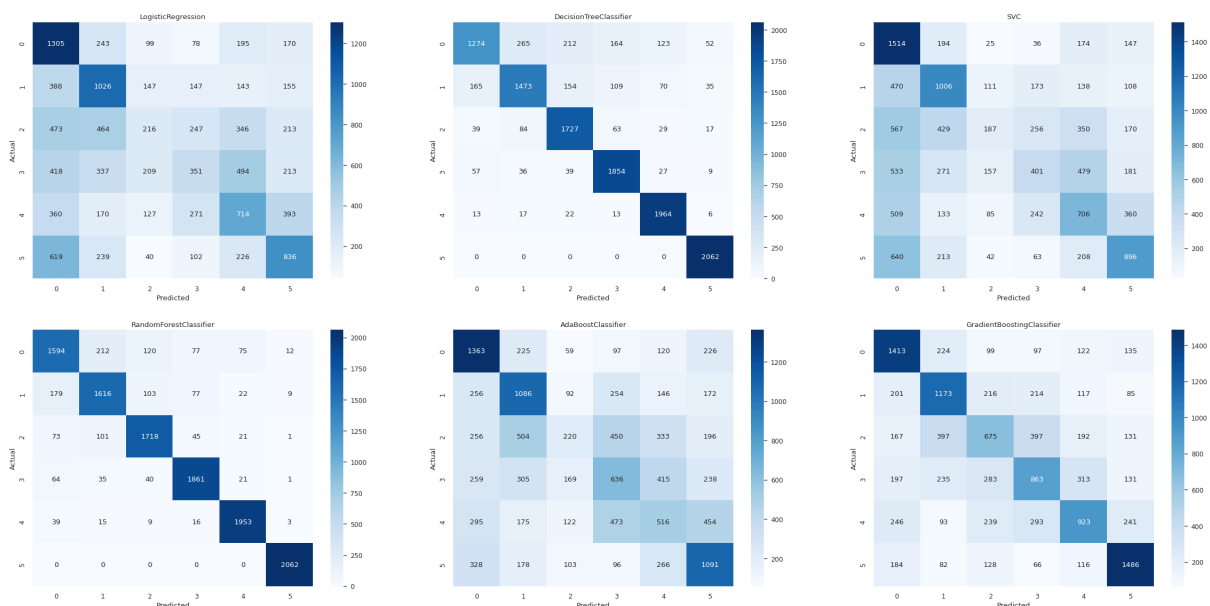 LogisticRegression
0 1305 243 99 78 195 170
1 388 1026 147 147 143 155
2 473 464 216 247 346 213
3 418 337 209 351 494 213
4 360 170 127 271 714 393
5 619 239 40 102 226 836
0 1 2 3 4 5
Actual
Predicted
1200
1000
800
600
400
200
DecisionTreeClassifier
0 1274 265 212 164 123 52
1 165 1473 154 109 70 35
2 39 84 1727 63 29 17
3 57 36 39 1854 27 9
4 13 17 22 13 1964 6
5 0 0 0 0 0 2062
0 1 2 3 4 5
Actual
Predicted
2000
1750
1500
1250
1000
750
500
250
0
SVC
0 1514 194 25 36 174 147
1 470 1006 111 173 138 108
2 567 429 187 256 350 170
3 533 271 157 401 479 181
4 509 133 85 242 706 360
5 640 213 42 63 208 896
0 1 2 3 4 5
Actual
Predicted
1400
1200
1000
800
600
400
200
RandomForestClassifier
0 1594 212 120 77 75 12
1 179 1616 103 77 22 9
2 73 101 1718 45 21 1
3 64 35 40 1861 21 1
4 39 15 9 16 1953 3
5 0 0 0 0 0 2062
0 1 2 3 4 5
Actual
Predicted
2000
1750
1500
1250
1000
750
500
250
0
AdaBoostClassifier
0 1363 225 59 97 120 226
1 256 1086 92 254 146 172
2 256 504 220 450 333 196
3 259 305 169 636 415 238
4 295 175 122 473 516 454
5 328 178 103 96 266 1091
0 1 2 3 4 5
Actual
Predicted
1200
1000
800
600
400
200
GradientBoostingClassifier
0 1413 224 99 97 122 135
1 201 1173 216 214 117 85
2 167 397 675 397 192 131
3 197 235 283 863 313 131
4 246 93 239 293 923 241
5 184 82 128 66 116 1486
0 1 2 3 4 5
Actual
Predicted
1400
1200
1000
800
600
400
200